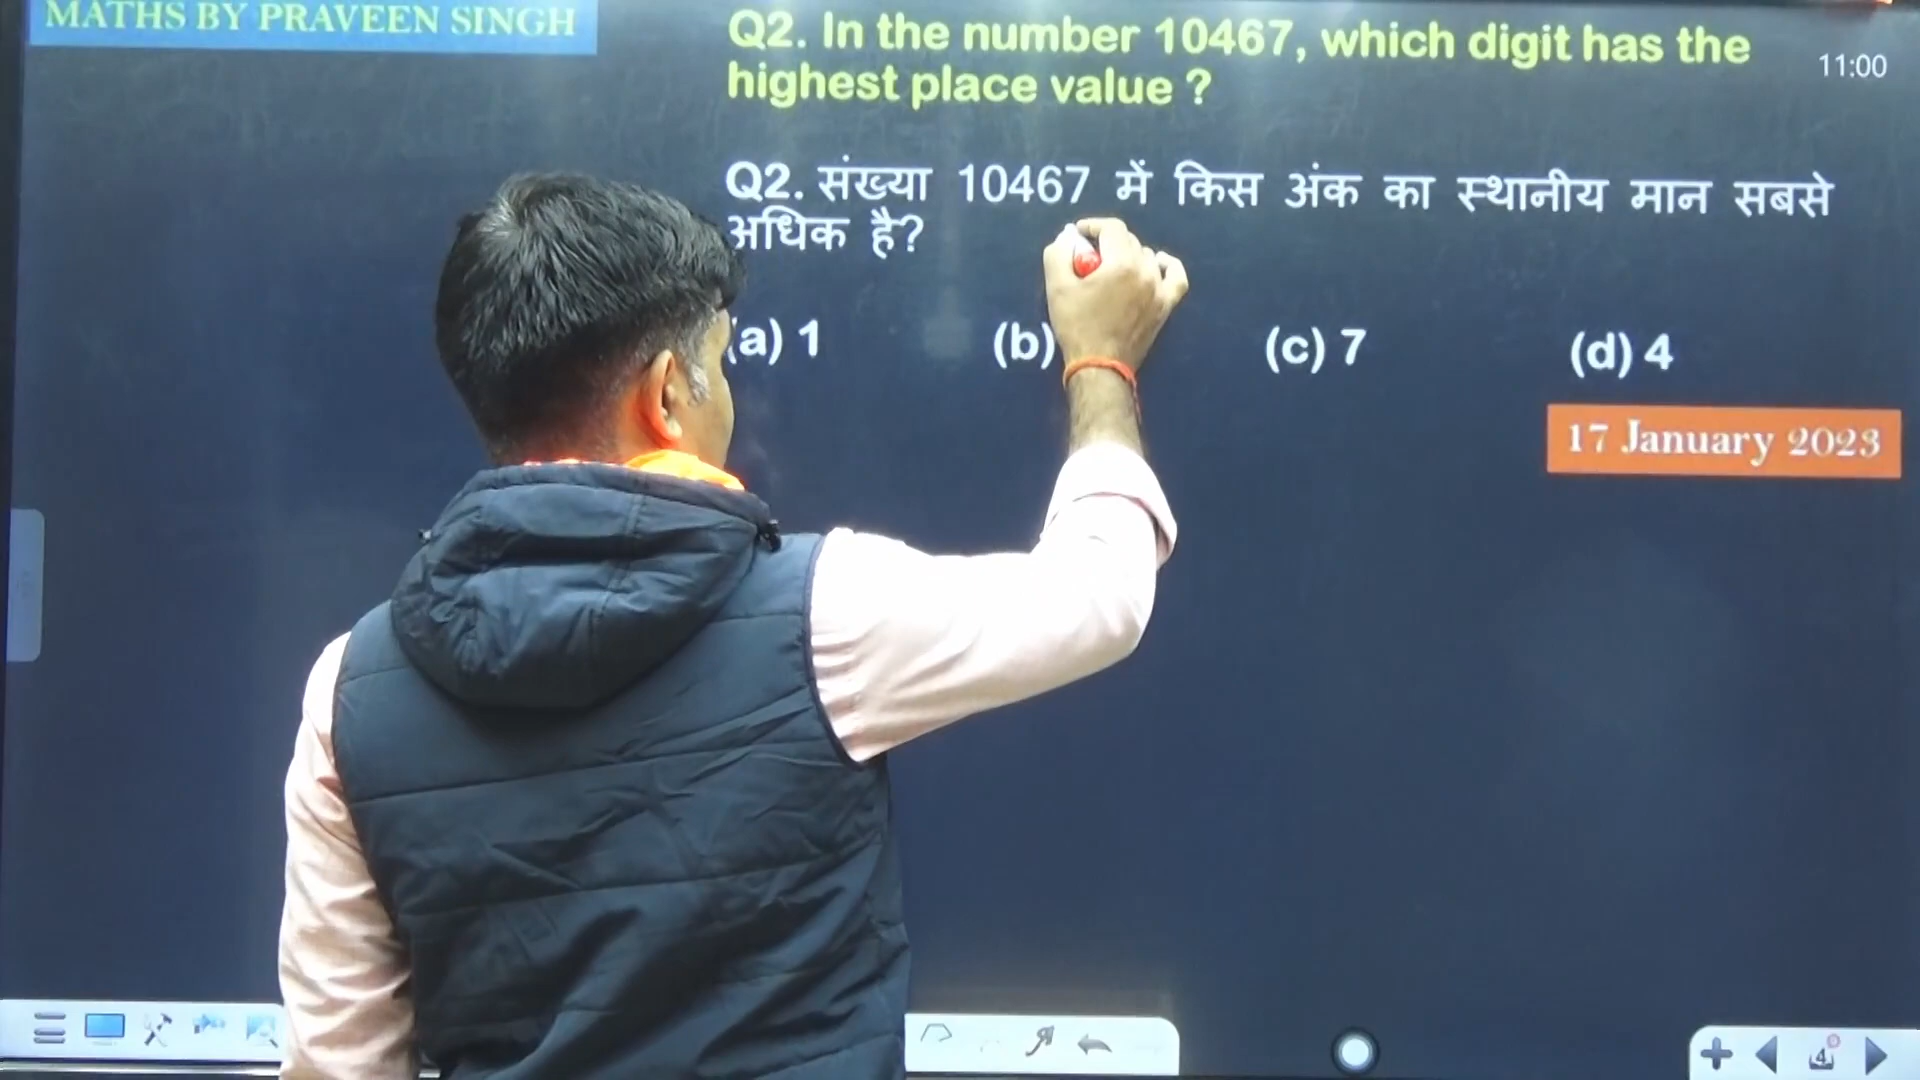 MATHS BY PRAVEEN SINGH
Q2. In the number 10467, which digit has the
highest place value ?
11:00
Q2. संख्या 10467 में किस अंक का स्थानीय मान सबसे
अधिक है?
(a) 1 (b) (c) 7 (d) 4
17 January 2023
4